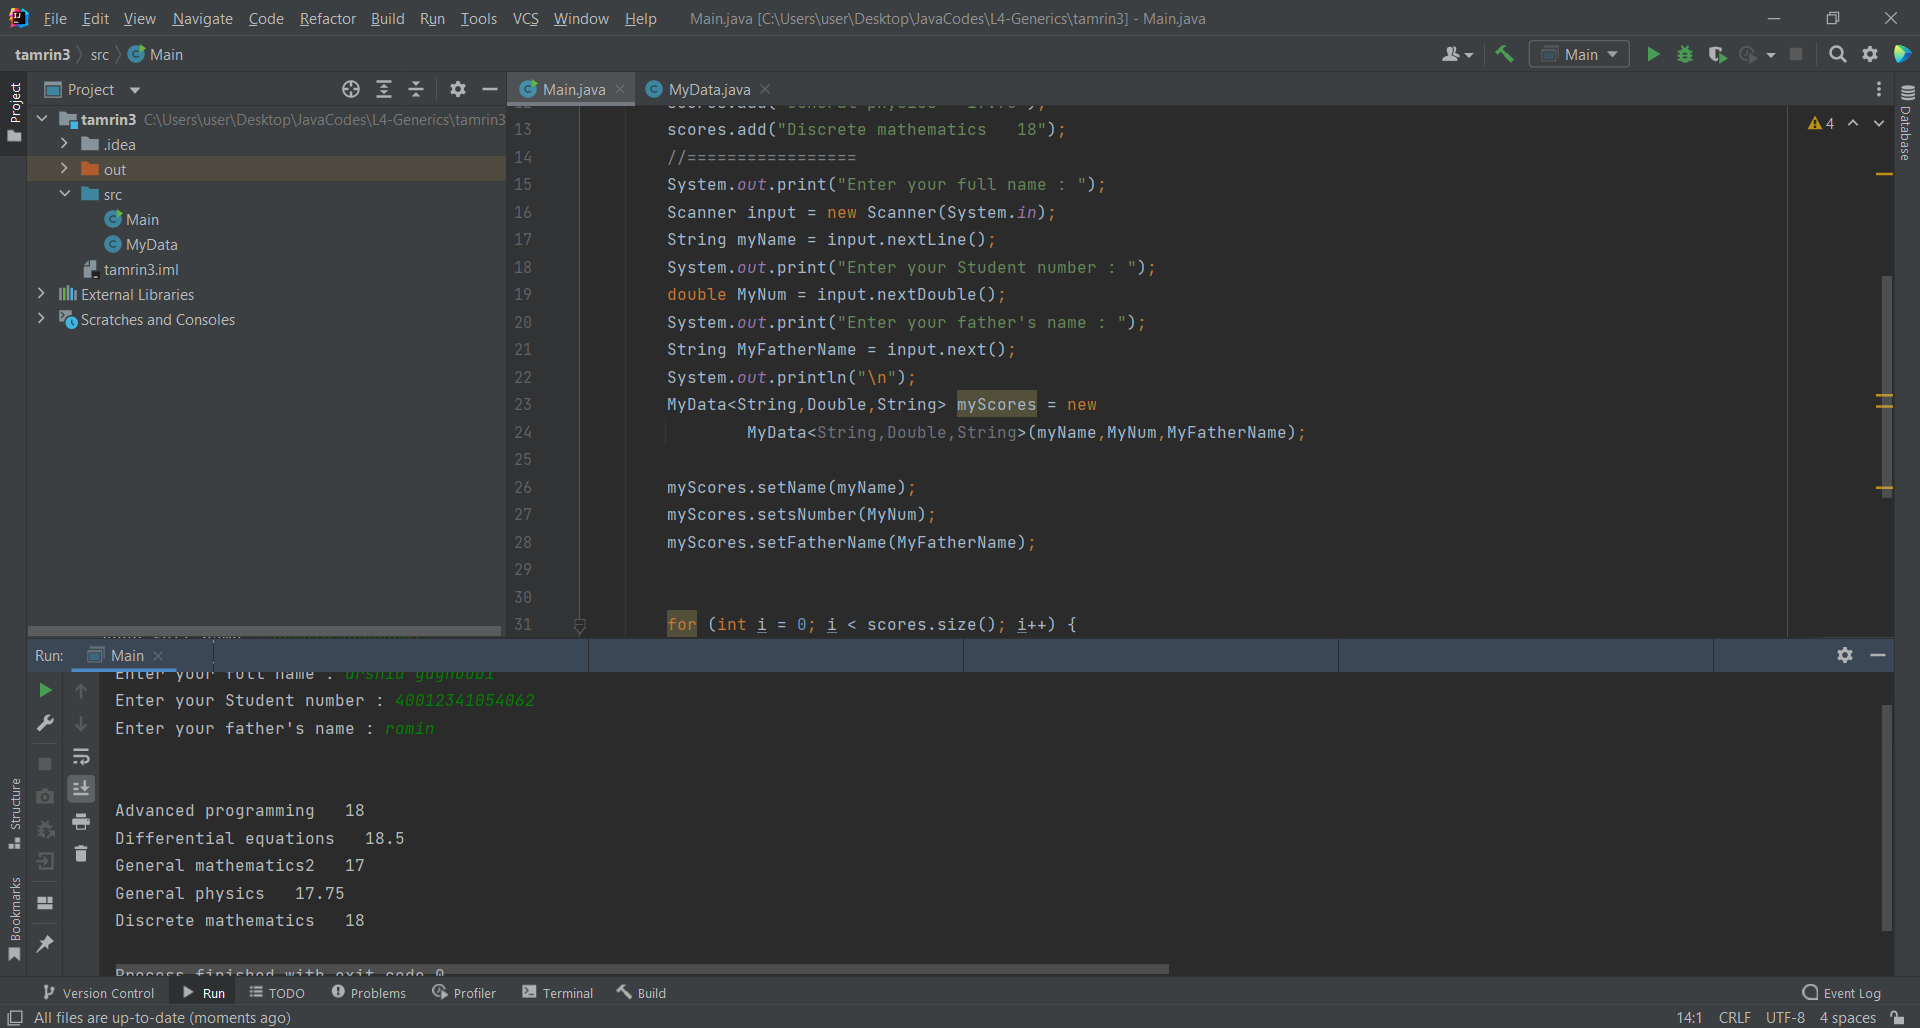 File Edit View Navigate Code Refactor Build Run Tools VCS Window Help Main.java [C:\Users\user\Desktop\JavaCodes\L4-Generics\tamrin3] - Main.java
tamrin3 src Main
Main
Project
Project
Main.java
MyData.java
4
Database
tamrin3 C:\Users\user\Desktop\JavaCodes\L4-Generics\tamrin3
.idea
out
src
Main
MyData
tamrin3.iml
External Libraries
Scratches and Consoles
13 scores.add("Discrete mathematics   18");
14 //=================
15 System.out.print("Enter your full name : ");
16 Scanner input = new Scanner(System.in);
17 String myName = input.nextLine();
18 System.out.print("Enter your Student number : ");
19 double MyNum = input.nextDouble();
20 System.out.print("Enter your father's name : ");
21 String MyFatherName = input.next();
22 System.out.println("\n");
23 MyData<String,Double,String> myScores = new
24 MyData<String,Double,String>(myName,MyNum,MyFatherName);
25
26 myScores.setName(myName);
27 myScores.setsNumber(MyNum);
28 myScores.setFatherName(MyFatherName);
29
30
31 for (int i = 0; i < scores.size(); i++) {
Run: Main
Enter your full name :
Enter your Student number : 40012341054062
Enter your father's name : ramin
Advanced programming   18
Differential equations   18.5
General mathematics2   17
General physics   17.75
Discrete mathematics   18
Process finished with exit code 0
Structure
Bookmarks
Version Control Run TODO Problems Profiler Terminal Build Event Log
All files are up-to-date (moments ago) 14:1 CRLF UTF-8 4 spaces